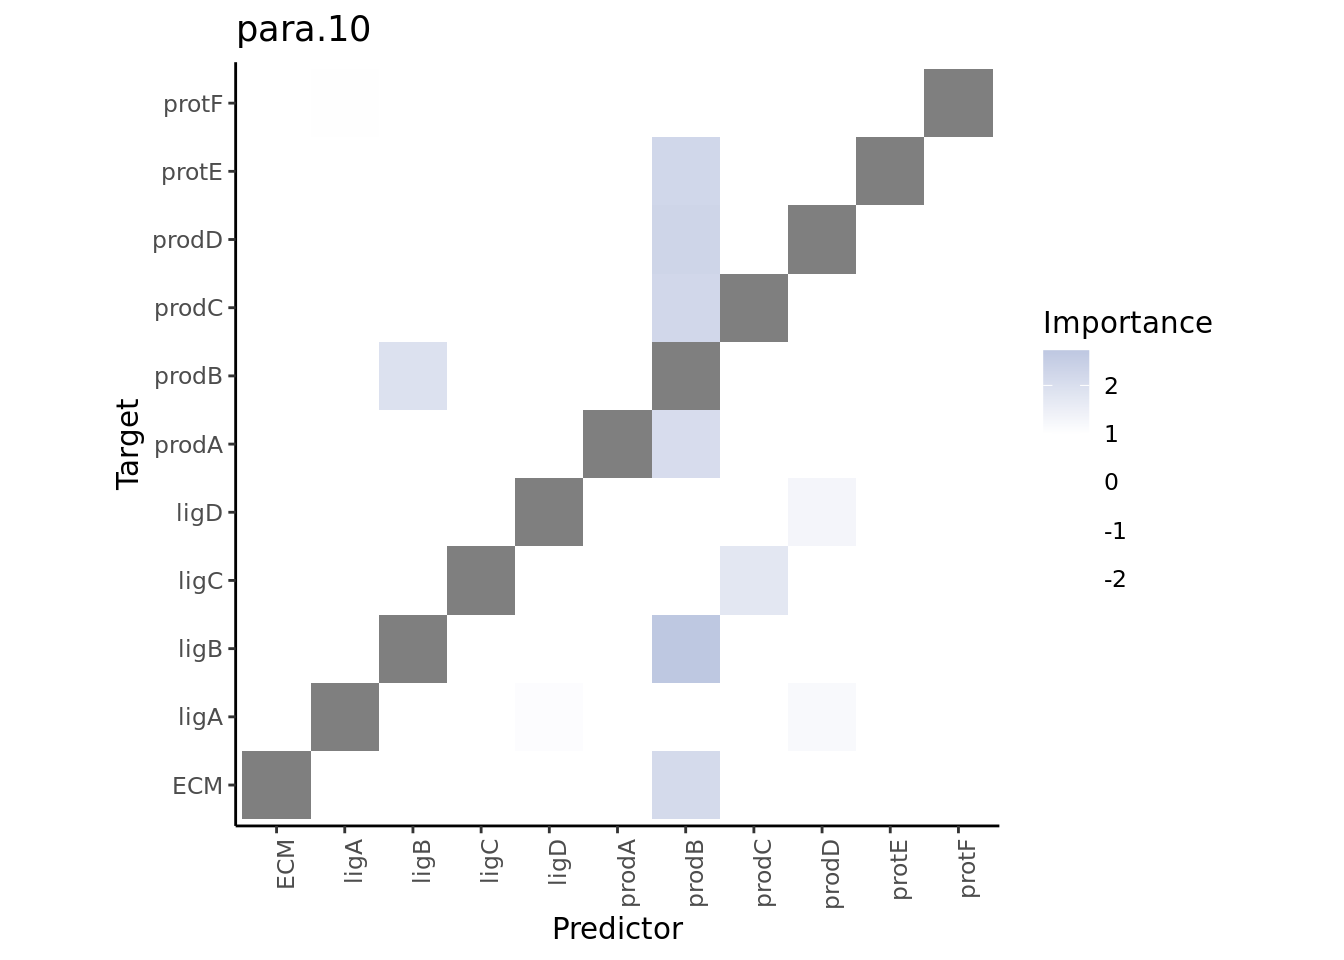 para.10
protF
protE
prodD
prodC
prodB
prodA
ligD
ligC
ligB
ligA
ECM
Target
ECM
ligA
ligB
ligC
ligD
prodA
prodB
prodC
prodD
protE
protF
Predictor
Importance
2
1
0
-1
-2